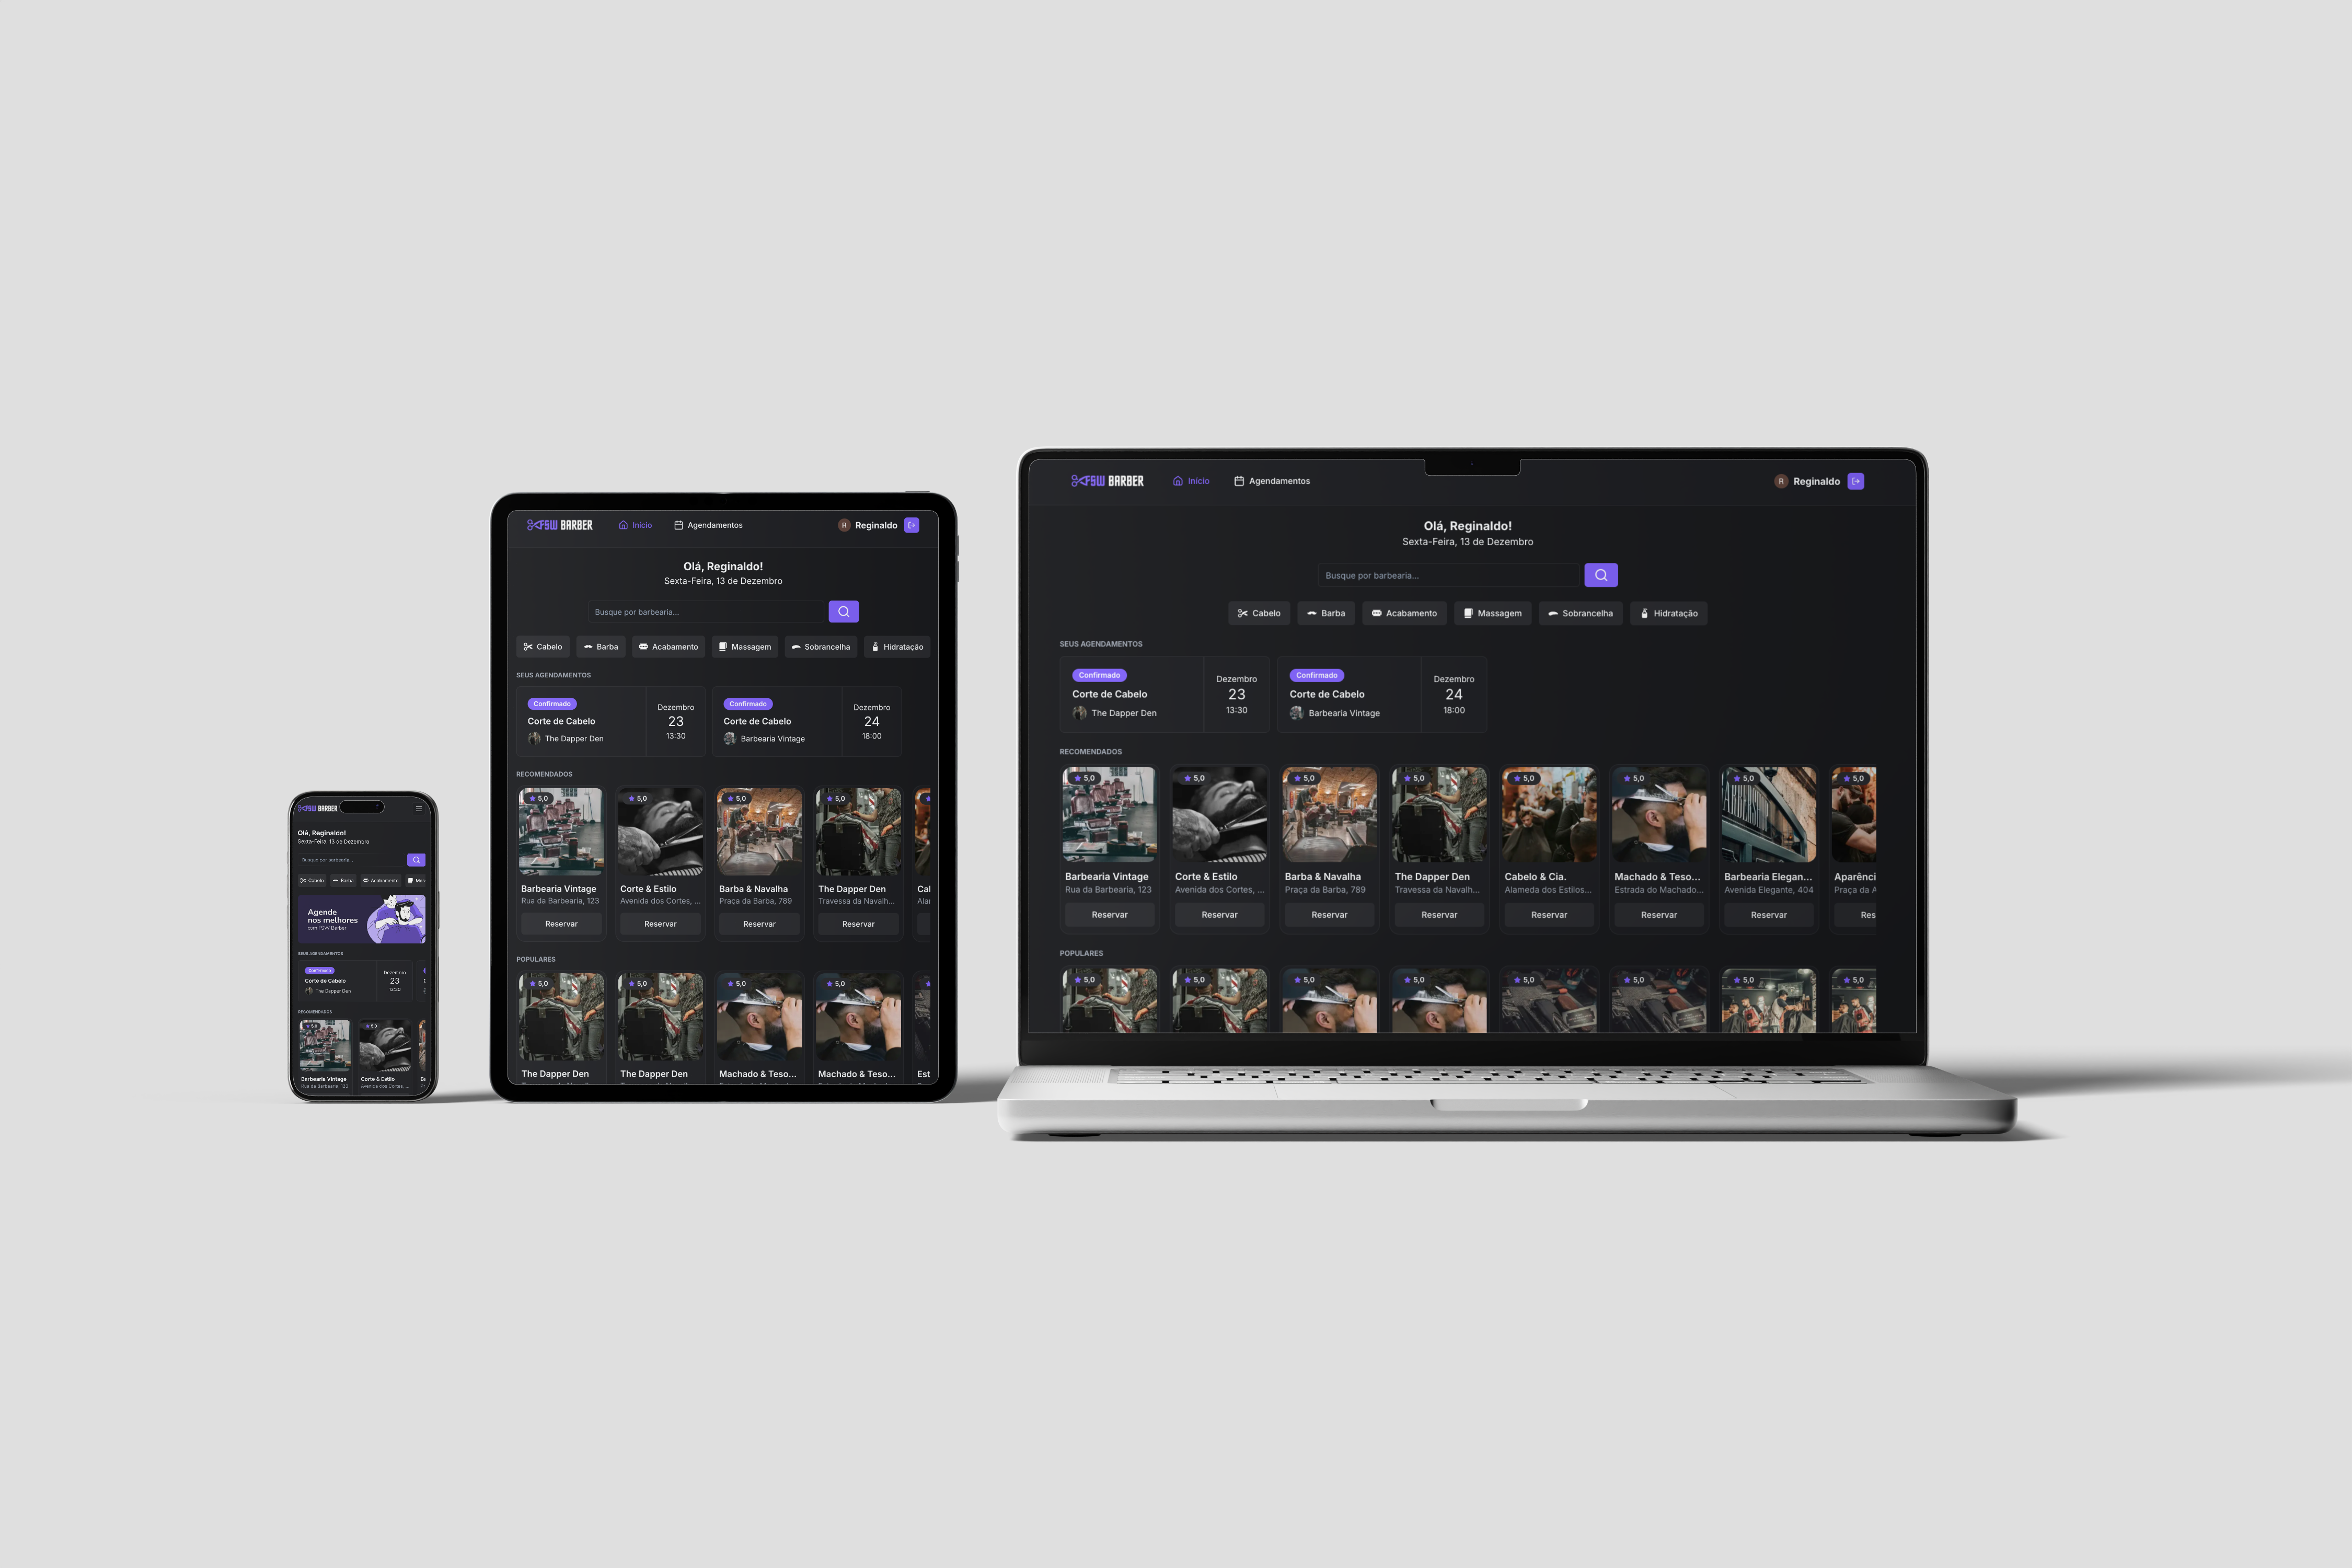 FSW BARBER
Olá, Reginaldo!
Sexta-Feira, 13 de Dezembro
Busque por barbearia...
Cabelo Barba Acabamento Mas
Agende
nos melhores
com FSW Barber
SEUS AGENDAMENTOS
Confirmado
Corte de Cabelo
The Dapper Den
Dezembro
23
13:30
RECOMENDADOS
5,0 5,0
Barbearia Vintage Corte & Estilo
Rua da Barbearia, 123 Avenida dos Cortes, ...
FSW BARBER Início Agendamentos R Reginaldo
Olá, Reginaldo!
Sexta-Feira, 13 de Dezembro
Busque por barbearia...
Cabelo Barba Acabamento Massagem Sobrancelha Hidratação
SEUS AGENDAMENTOS
Confirmado
Corte de Cabelo
The Dapper Den
Dezembro
23
13:30
Confirmado
Corte de Cabelo
Barbearia Vintage
Dezembro
24
18:00
RECOMENDADOS
5,0 5,0 5,0 5,0
Barbearia Vintage Corte & Estilo Barba & Navalha The Dapper Den Cal
Rua da Barbearia, 123 Avenida dos Cortes, ... Praça da Barba, 789 Travessa da Navalh... Alar
Reservar Reservar Reservar Reservar
POPULARES
5,0 5,0 5,0 5,0
The Dapper Den The Dapper Den Machado & Teso... Machado & Teso... Est
FSW BARBER Início Agendamentos R Reginaldo
Olá, Reginaldo!
Sexta-Feira, 13 de Dezembro
Busque por barbearia...
Cabelo Barba Acabamento Massagem Sobrancelha Hidratação
SEUS AGENDAMENTOS
Confirmado
Corte de Cabelo
The Dapper Den
Dezembro
23
13:30
Confirmado
Corte de Cabelo
Barbearia Vintage
Dezembro
24
18:00
RECOMENDADOS
5,0 5,0 5,0 5,0 5,0 5,0 5,0 5,0
Barbearia Vintage Corte & Estilo Barba & Navalha The Dapper Den Cabelo & Cia. Machado & Teso... Barbearia Elegan... Aparênci
Rua da Barbearia, 123 Avenida dos Cortes, ... Praça da Barba, 789 Travessa da Navalh... Alameda dos Estilos... Estrada do Machado... Avenida Elegante, 404 Praça da A
Reservar Reservar Reservar Reservar Reservar Reservar Reservar Res
POPULARES
5,0 5,0 5,0 5,0 5,0 5,0 5,0 5,0